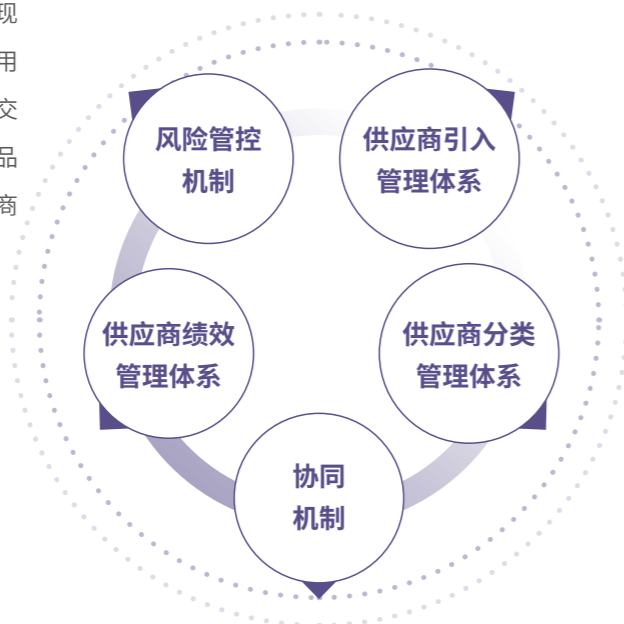 现
用
交
品
商
风险管控
机制
供应商引入
管理体系
供应商绩效
管理体系
供应商分类
管理体系
协同
机制